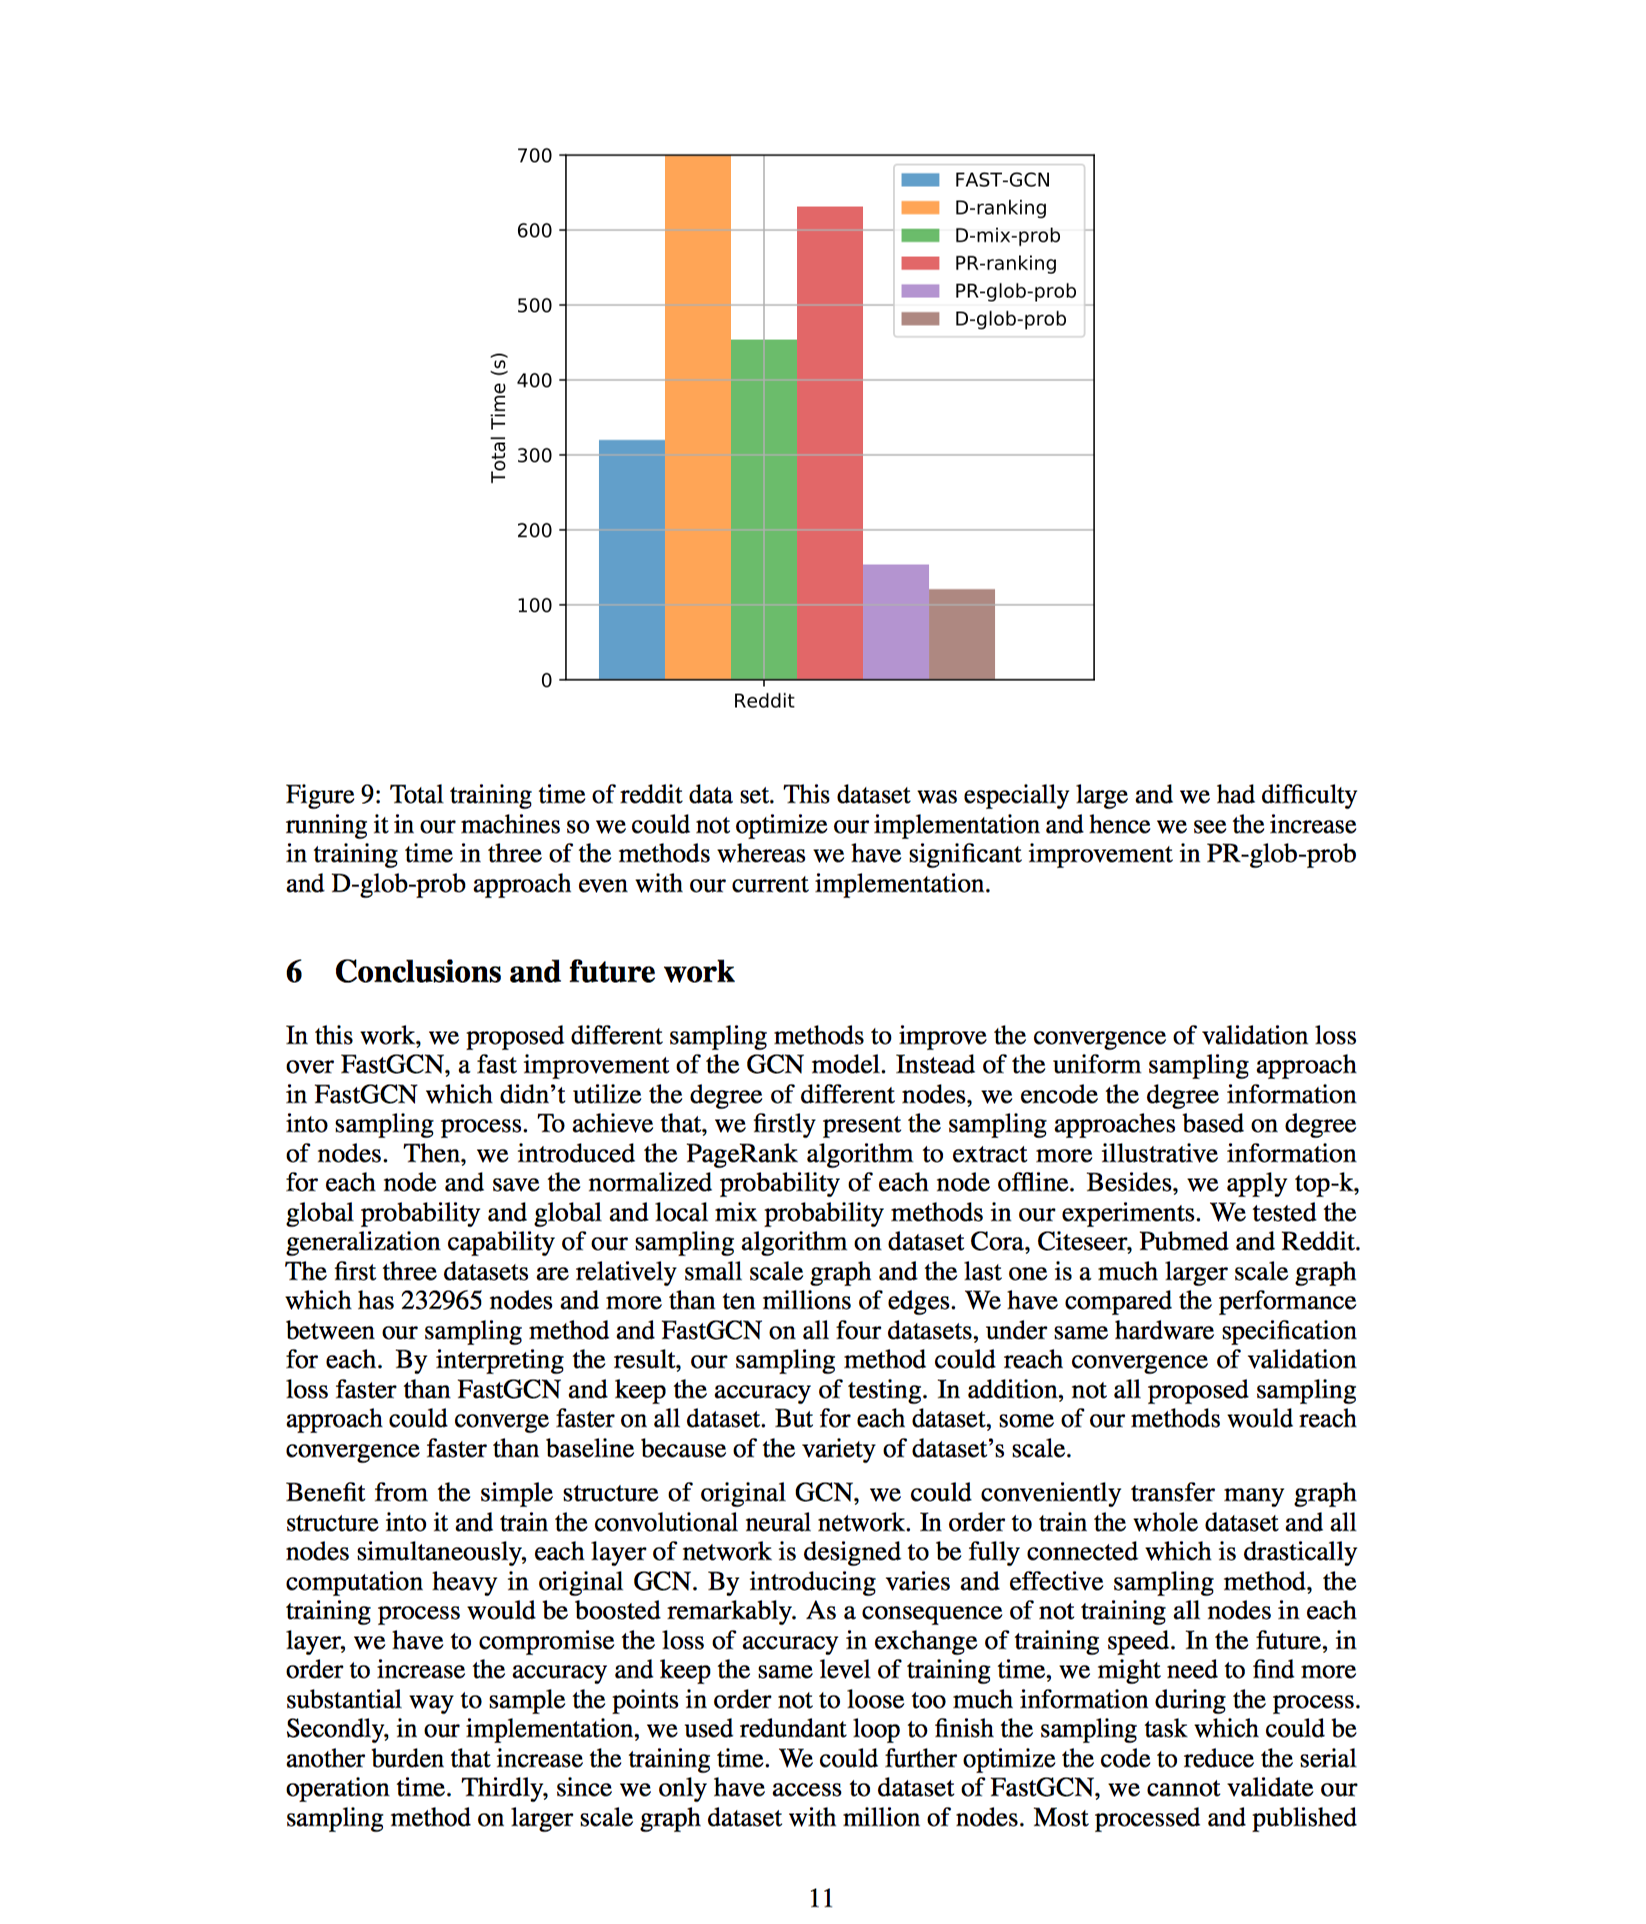 700
600
500
400
300
200
100
0
Total Time (s)
Reddit
FAST-GCN
D-ranking
D-mix-prob
PR-ranking
PR-glob-prob
D-glob-prob
Figure 9: Total training time of reddit data set. This dataset was especially large and we had difficulty
running it in our machines so we could not optimize our implementation and hence we see the increase
in training time in three of the methods whereas we have significant improvement in PR-glob-prob
and D-glob-prob approach even with our current implementation.
6 Conclusions and future work
In this work, we proposed different sampling methods to improve the convergence of validation loss
over FastGCN, a fast improvement of the GCN model. Instead of the uniform sampling approach
in FastGCN which didn't utilize the degree of different nodes, we encode the degree information
into sampling process. To achieve that, we firstly present the sampling approaches based on degree
of nodes. Then, we introduced the PageRank algorithm to extract more illustrative information
for each node and save the normalized probability of each node offline. Besides, we apply top-k,
global probability and global and local mix probability methods in our experiments. We tested the
generalization capability of our sampling algorithm on dataset Cora, Citeseer, Pubmed and Reddit.
The first three datasets are relatively small scale graph and the last one is a much larger scale graph
which has 232965 nodes and more than ten millions of edges. We have compared the performance
between our sampling method and FastGCN on all four datasets, under same hardware specification
for each. By interpreting the result, our sampling method could reach convergence of validation
loss faster than FastGCN and keep the accuracy of testing. In addition, not all proposed sampling
approach could converge faster on all dataset. But for each dataset, some of our methods would reach
convergence faster than baseline because of the variety of dataset's scale.
Benefit from the simple structure of original GCN, we could conveniently transfer many graph
structure into it and train the convolutional neural network. In order to train the whole dataset and all
nodes simultaneously, each layer of network is designed to be fully connected which is drastically
computation heavy in original GCN. By introducing varies and effective sampling method, the
training process would be boosted remarkably. As a consequence of not training all nodes in each
layer, we have to compromise the loss of accuracy in exchange of training speed. In the future, in
order to increase the accuracy and keep the same level of training time, we might need to find more
substantial way to sample the points in order not to loose too much information during the process.
Secondly, in our implementation, we used redundant loop to finish the sampling task which could be
another burden that increase the training time. We could further optimize the code to reduce the serial
operation time. Thirdly, since we only have access to dataset of FastGCN, we cannot validate our
sampling method on larger scale graph dataset with million of nodes. Most processed and published
11